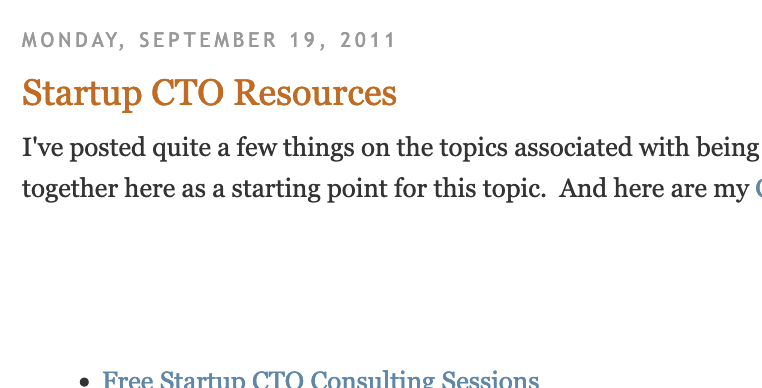 MONDAY, SEPTEMBER 19, 2011
Startup CTO Resources
I've posted quite a few things on the topics associated with being
together here as a starting point for this topic.  And here are my
Free Startup CTO Consulting Sessions